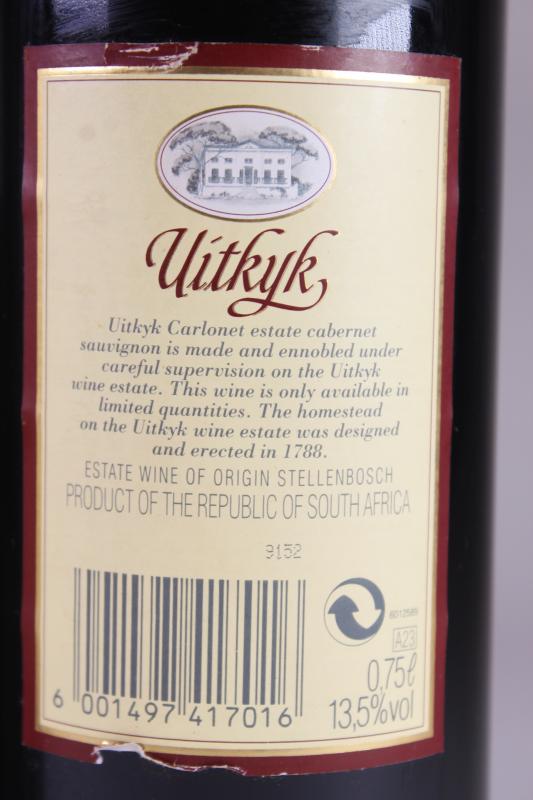 Uitkyk
Uitkyk Carlonet estate cabernet
sauvignon is made and ennobled under
careful supervision on the Uitkyk
wine estate. This wine is only available in
limited quantities. The homestead
on the Uitkyk wine estate was designed
and erected in 1788.
ESTATE WINE OF ORIGIN STELLENBOSCH
PRODUCT OF THE REPUBLIC OF SOUTH AFRICA
9152
6012589
A23
0,75ℓ
13,5%vol
6 001497 417016